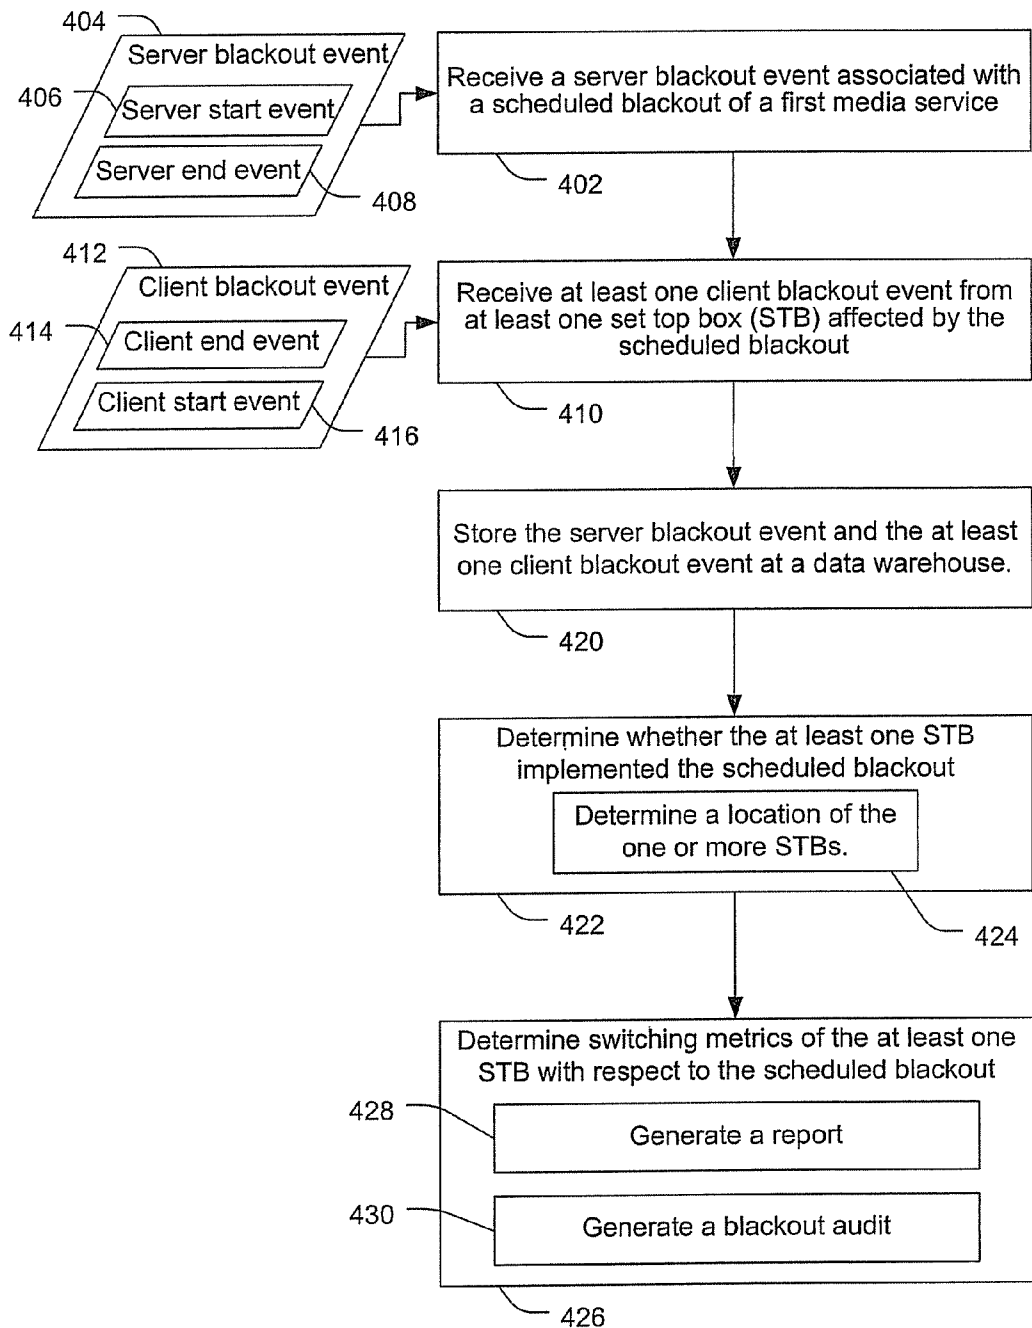 404
Server blackout event
406
Server start event
Server end event
408
Receive a server blackout event associated with
a scheduled blackout of a first media service
402
412
Client blackout event
414
Client end event
Client start event
416
Receive at least one client blackout event from
at least one set top box (STB) affected by the
scheduled blackout
410
Store the server blackout event and the at least
one client blackout event at a data warehouse.
420
Determine whether the at least one STB
implemented the scheduled blackout
Determine a location of the
one or more STBs.
422
424
Determine switching metrics of the at least one
STB with respect to the scheduled blackout
428
Generate a report
430
Generate a blackout audit
426